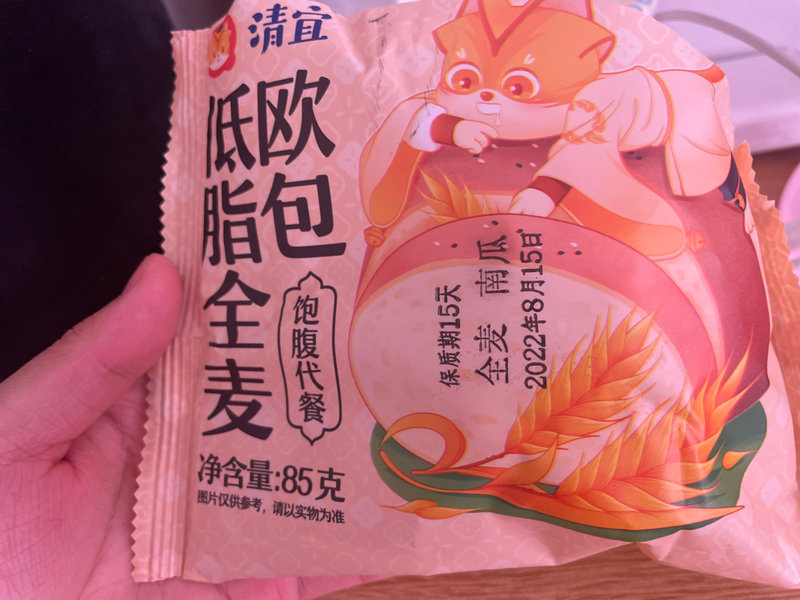 清宜
欧包
低脂全麦
饱腹代餐
净含量:85克
图片仅供参考，请以实物为准
保质期15天
全麦 南瓜
2022年8月15日